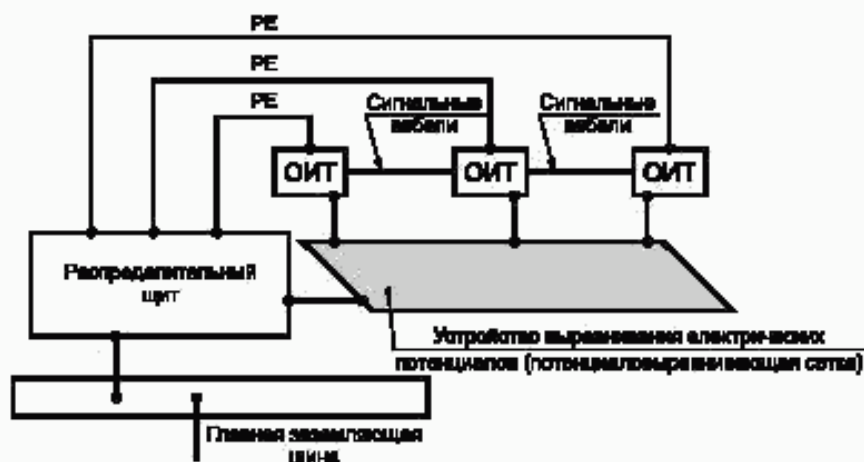 PE
PE
PE
Сигнальные
кабели
Сигнальные
кабели
ОИТ
ОИТ
ОИТ
Распределительный
щит
Устройство выравнивания электрических
потенциалов (потенциаловыравнивающая сетка)
Главная заземляющая
шина